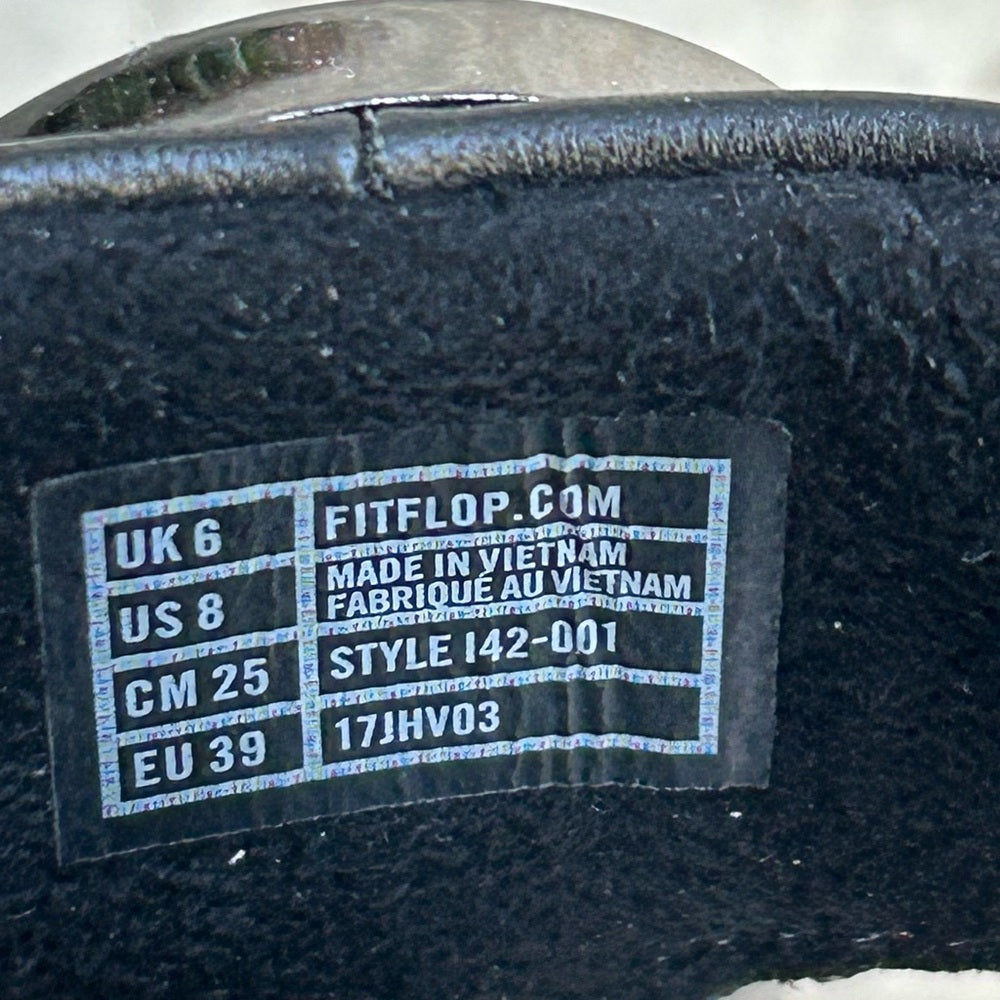 UK 6
US 8
CM 25
EU 39
FITFLOP.COM
MADE IN VIETNAM
FABRIQUÉ AU VIETNAM
STYLE I42-001
17JHV03